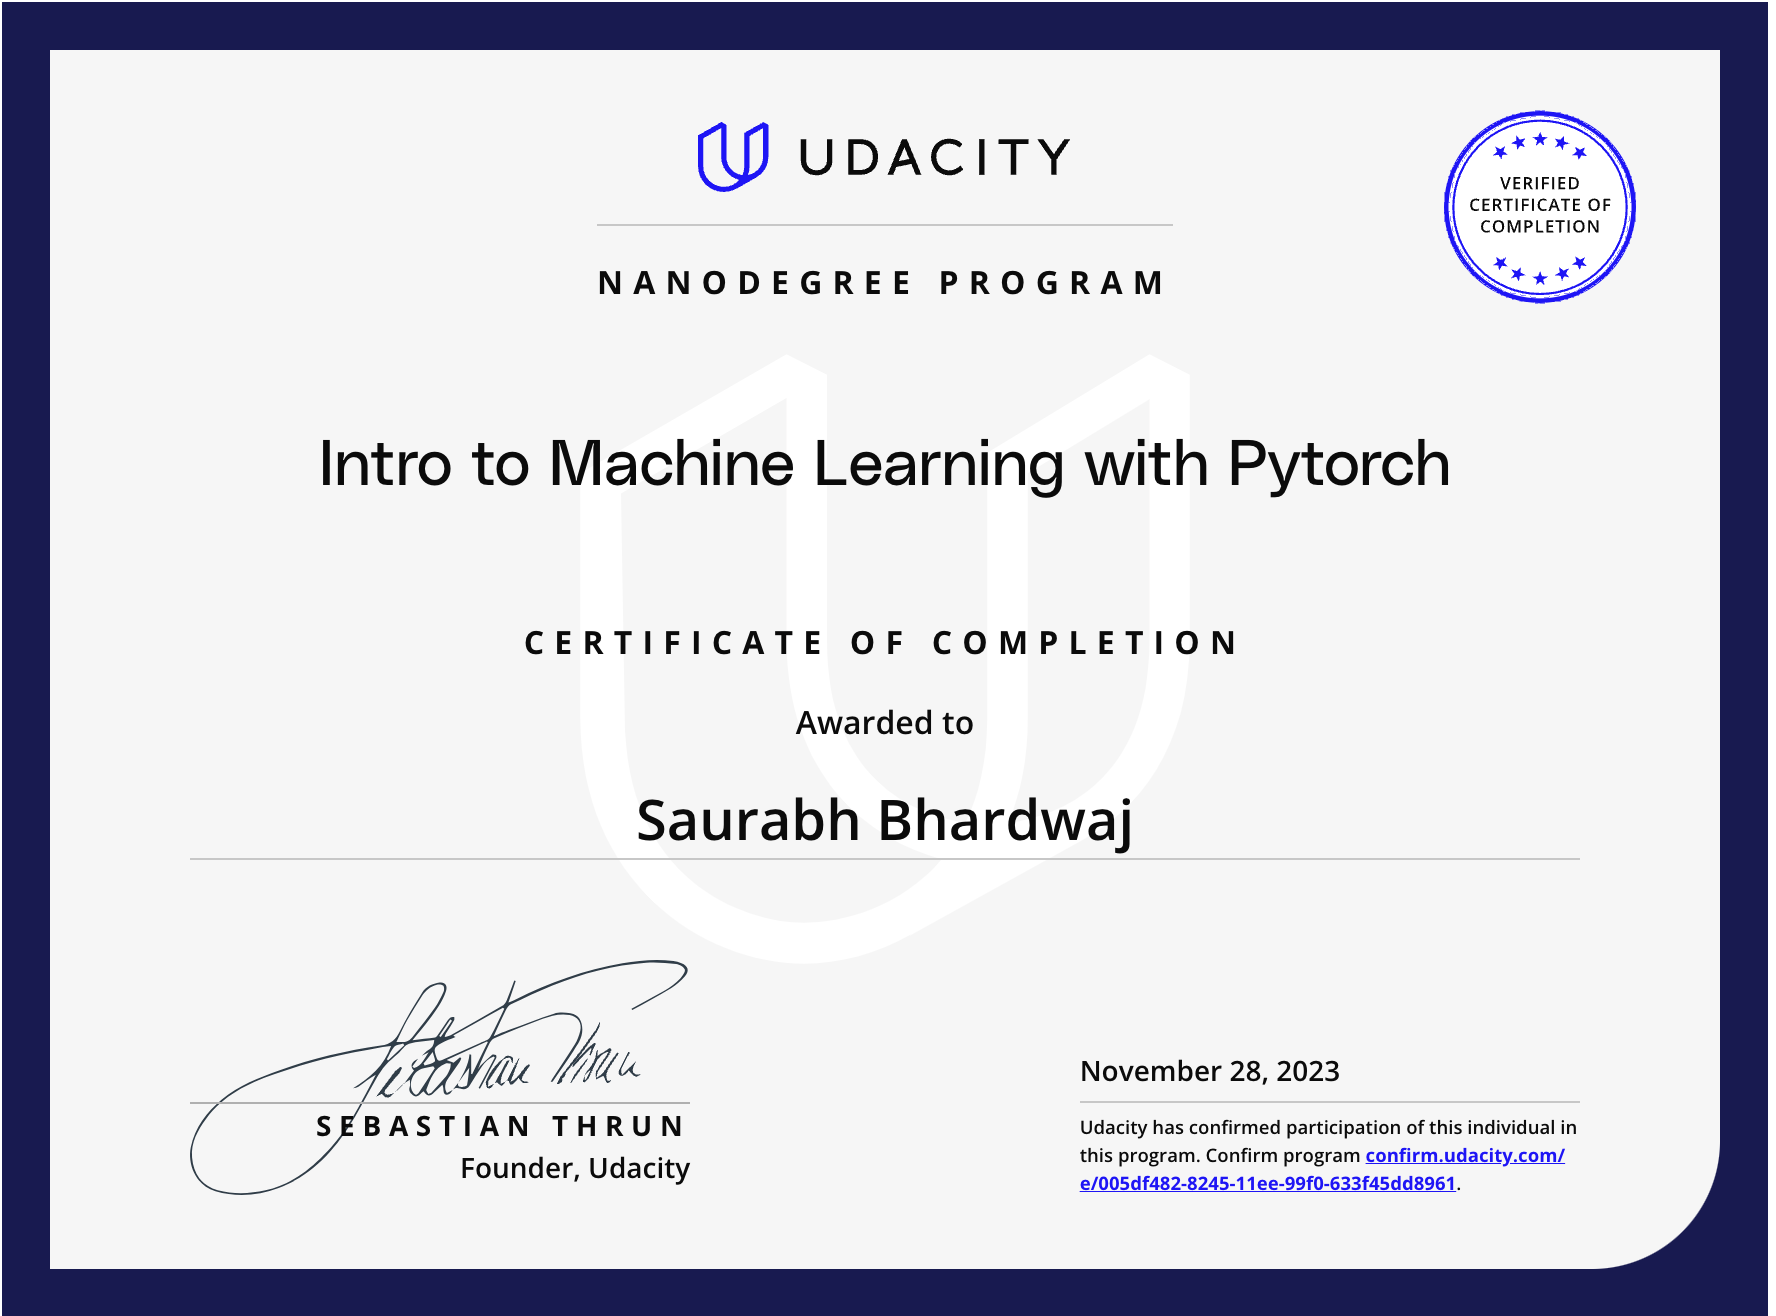 UDACITY
VERIFIED
CERTIFICATE OF
COMPLETION
NANODEGREE PROGRAM
Intro to Machine Learning with Pytorch
CERTIFICATE OF COMPLETION
Awarded to
Saurabh Bhardwaj
Sebastian Thrun
SEBASTIAN THRUN
Founder, Udacity
November 28, 2023
Udacity has confirmed participation of this individual in
this program. Confirm program confirm.udacity.com/
e/005df482-8245-11ee-99f0-633f45dd8961.